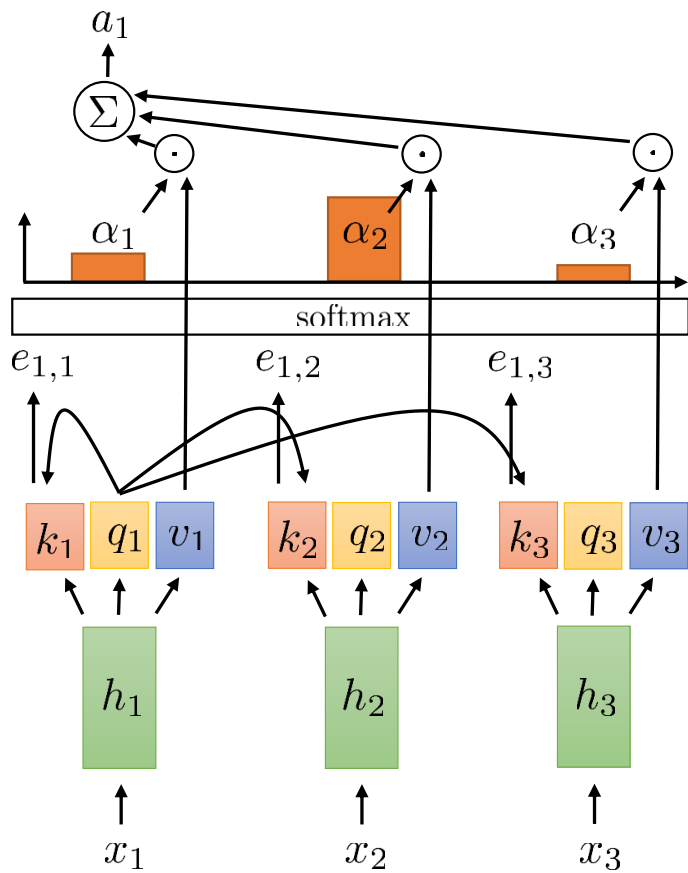 a₁
Σ
α₁ α₂ α₃
softmax
e₁,₁ e₁,₂ e₁,₃
k₁ q₁ v₁ k₂ q₂ v₂ k₃ q₃ v₃
h₁ h₂ h₃
x₁ x₂ x₃